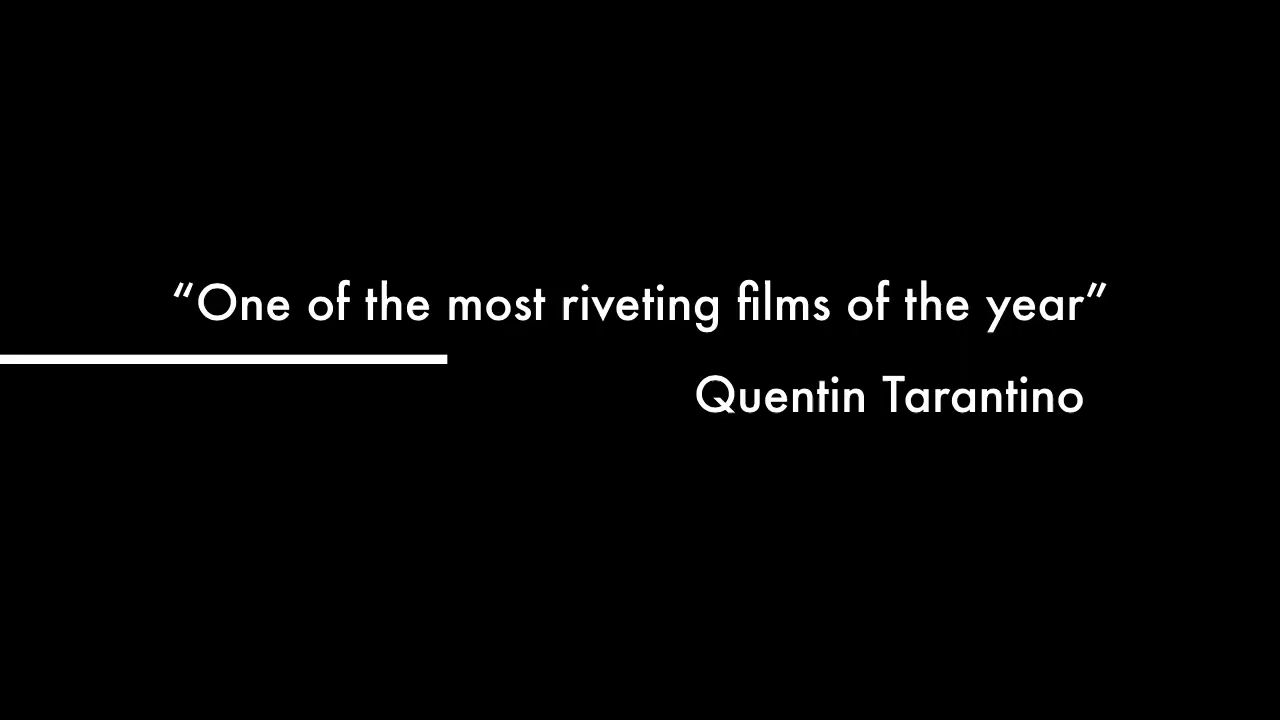 “One of the most riveting films of the year”
Quentin Tarantino